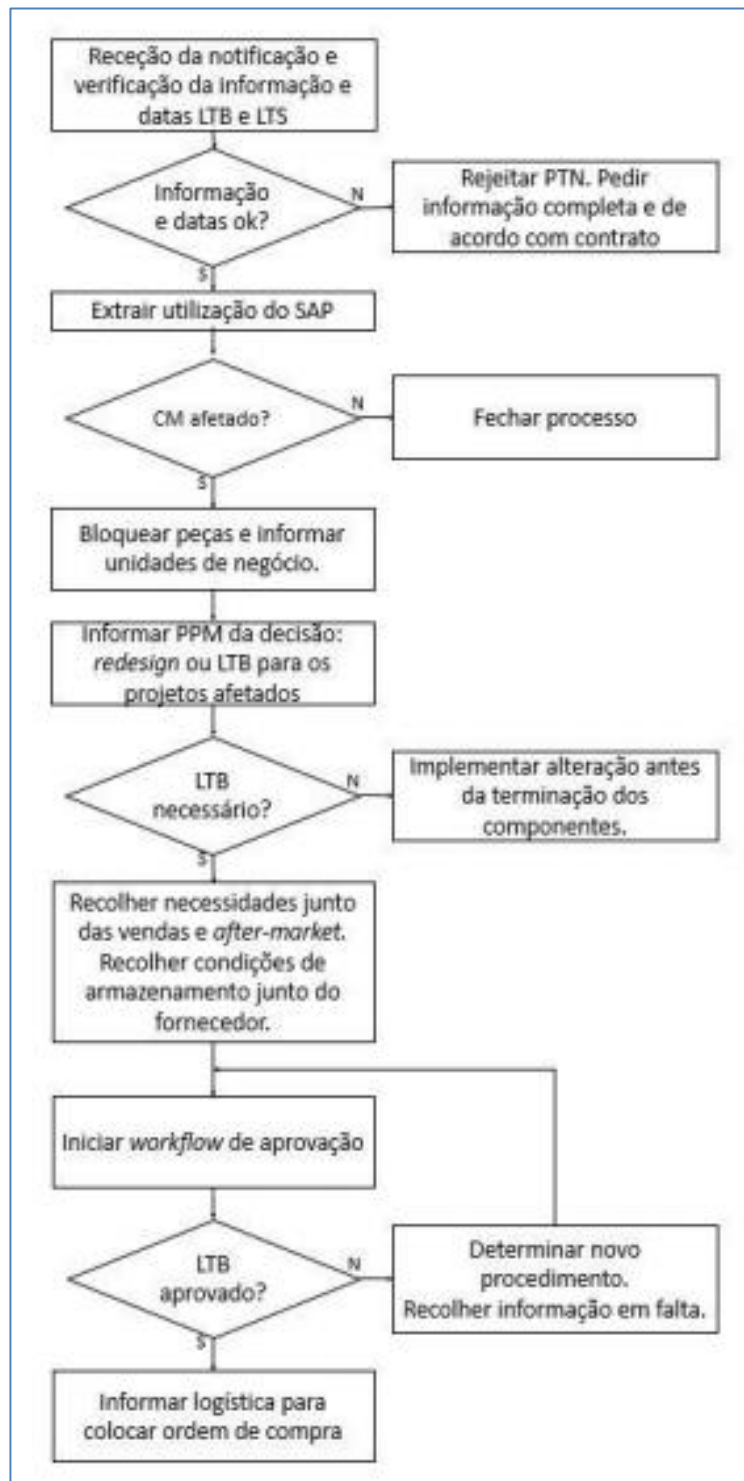 Receção da notificação e
verificação da informação e
datas LTB e LTS
Informação
e datas ok?
N
Rejeitar PTN. Pedir
informação completa e de
acordo com contrato
S
Extrair utilização do SAP
CM afetado?
N
Fechar processo
S
Bloquear peças e informar
unidades de negócio.
Informar PPM da decisão:
redesign ou LTB para os
projetos afetados
LTB
necessário?
N
Implementar alteração antes
da terminação dos
componentes.
S
Recolher necessidades junto
das vendas e after-market.
Recolher condições de
armazenamento junto do
fornecedor.
Iniciar workflow de aprovação
LTB
aprovado?
N
Determinar novo
procedimento.
Recolher informação em falta.
S
Informar logística para
colocar ordem de compra